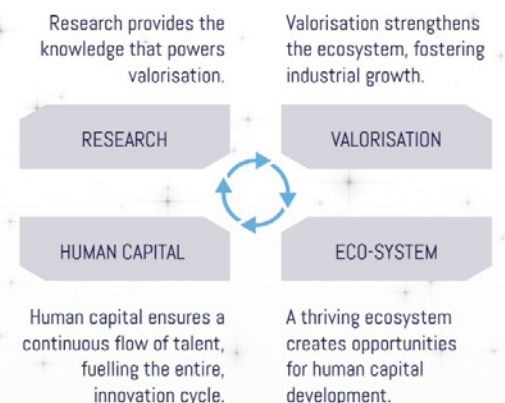 Research provides the
knowledge that powers
valorisation.
Valorisation strengthens
the ecosystem, fostering
industrial growth.
RESEARCH
VALORISATION
HUMAN CAPITAL
ECO-SYSTEM
Human capital ensures a
continuous flow of talent,
fuelling the entire,
innovation cycle.
A thriving ecosystem
creates opportunities
for human capital
development.